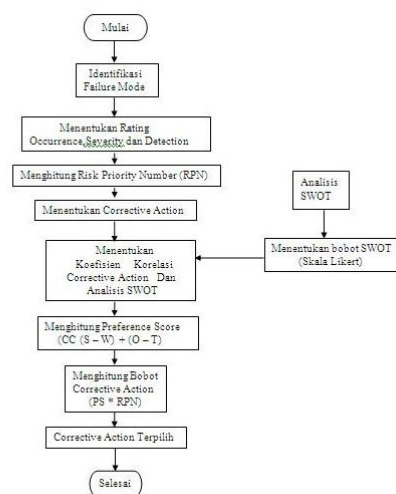 Mulai
Identifikasi
Failure Mode
Menentukan Rating
Occurrence,Severity dan Detection
Menghitung Risk Priority Number (RPN)
Menentukan Corrective Action
Analisis
SWOT
Menentukan
Koefisien Korelasi
Corrective Action Dan
Analisis SWOT
Menentukan bobot SWOT
(Skala Likert)
Menghitung Preference Score
(CC (S – W) + (O – T)
Menghitung Bobot
Corrective Action
(PS * RPN)
Corrective Action Terpilih
Selesai